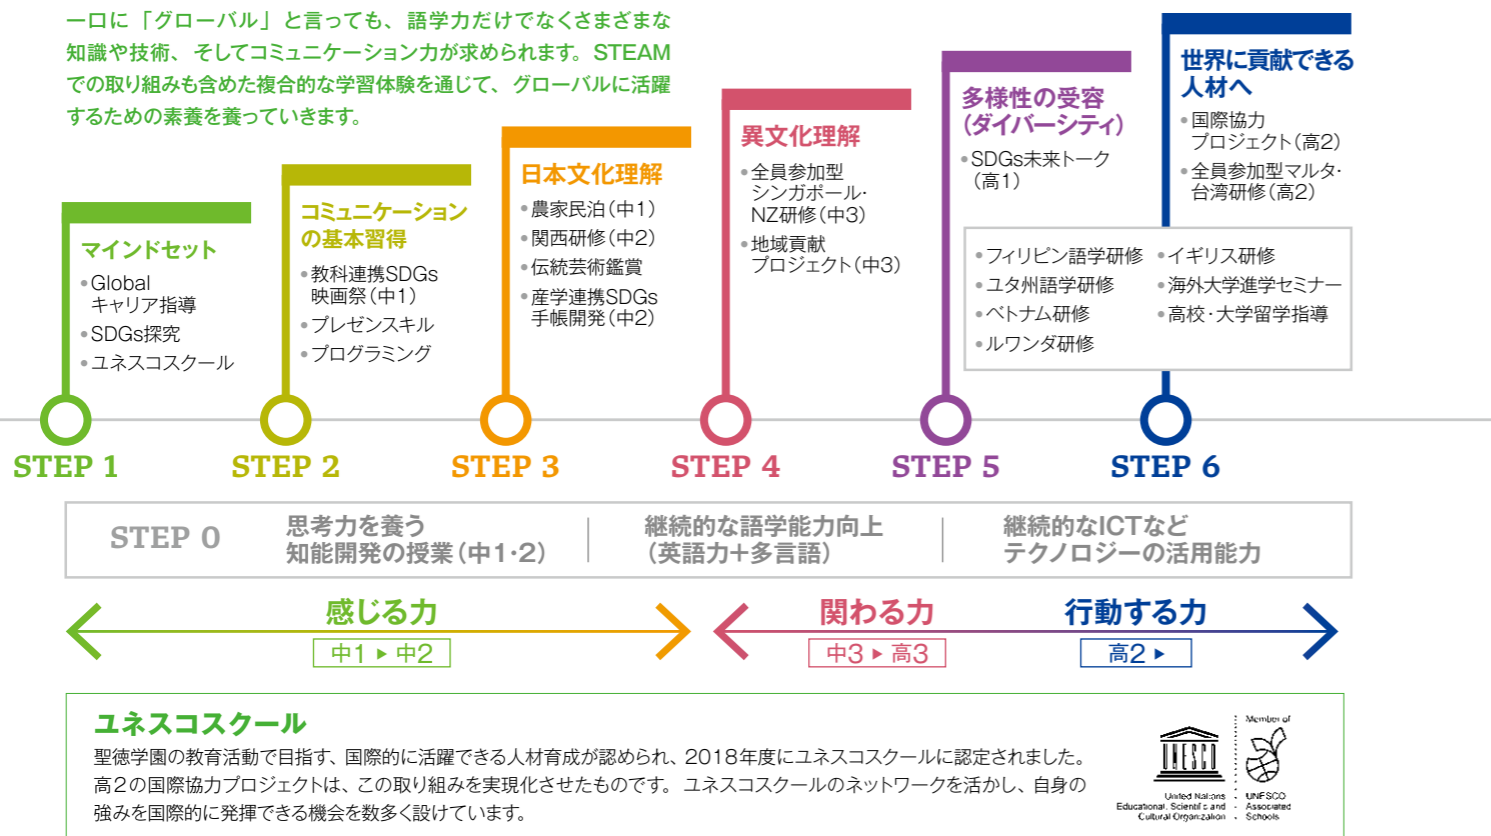 一口に「グローバル」と言っても、語学力だけでなくさまざまな
知識や技術、そしてコミュニケーション力が求められます。STEAM
での取り組みも含めた複合的な学習体験を通じて、グローバルに活躍
するための素養を養っていきます。
マインドセット
•Global
キャリア指導
•SDGs探究
•ユネスコスクール
STEP 1
コミュニケーション
の基本習得
•教科連携SDGs
映画祭(中1)
•プレゼンスキル
•プログラミング
STEP 2
日本文化理解
•農家民泊(中1)
•関西研修(中2)
•伝統芸術鑑賞
•産学連携SDGs
手帳開発(中2)
STEP 3
異文化理解
•全員参加型
シンガポール・
NZ研修(中3)
•地域貢献
プロジェクト(中3)
STEP 4
多様性の受容
(ダイバーシティ)
•SDGs未来トーク
(高1)
STEP 5
世界に貢献できる
人材へ
•国際協力
プロジェクト(高2)
•全員参加型マルタ・
台湾研修(高2)
•フィリピン語学研修
•ユタ州語学研修
•ベトナム研修
•ルワンダ研修
•イギリス研修
•海外大学進学セミナー
•高校・大学留学指導
STEP 6
STEP 0
思考力を養う
知能開発の授業(中1・2)
継続的な語学能力向上
(英語力+多言語)
継続的なICTなど
テクノロジーの活用能力
感じる力
中1▶中2
関わる力
中3▶高3
行動する力
高2▶
ユネスコスクール
聖徳学園の教育活動で目指す、国際的に活躍できる人材育成が認められ、2018年度にユネスコスクールに認定されました。
高2の国際協力プロジェクトは、この取り組みを実現化させたものです。ユネスコスクールのネットワークを活かし、自身の
強みを国際的に発揮できる機会を数多く設けています。
UNESCO
United Nations
Educational, Scientific and
Cultural Organization
Member of
UNESCO
Associated
Schools